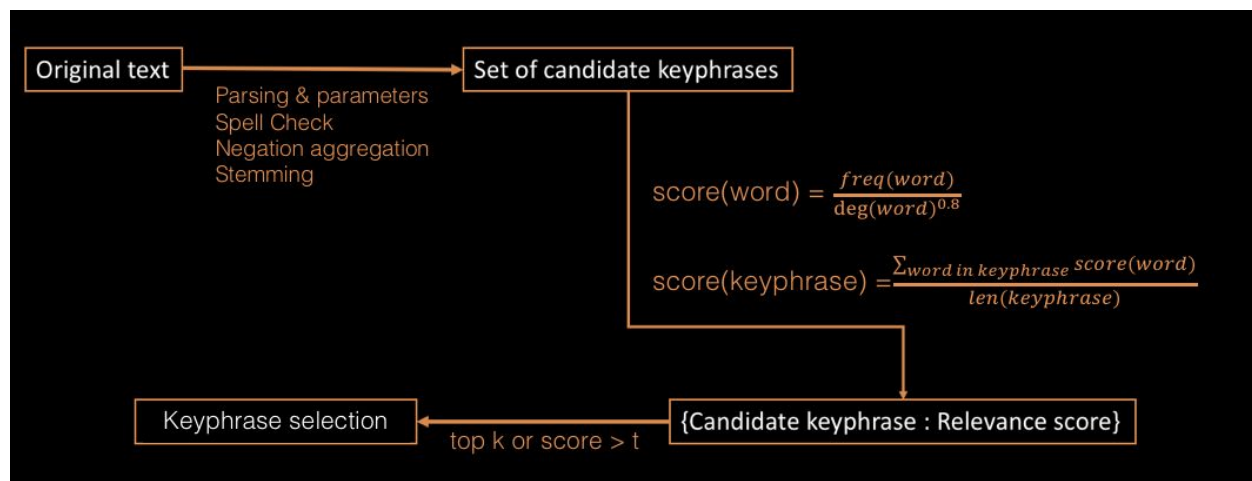 Original text
Set of candidate keyphrases
Parsing & parameters
Spell Check
Negation aggregation
Stemming
score(word) = freq(word) / deg(word)^0.8
score(keyphrase) = ∑word in keyphrase score(word) / len(keyphrase)
Keyphrase selection
top k or score > t
{Candidate keyphrase : Relevance score}